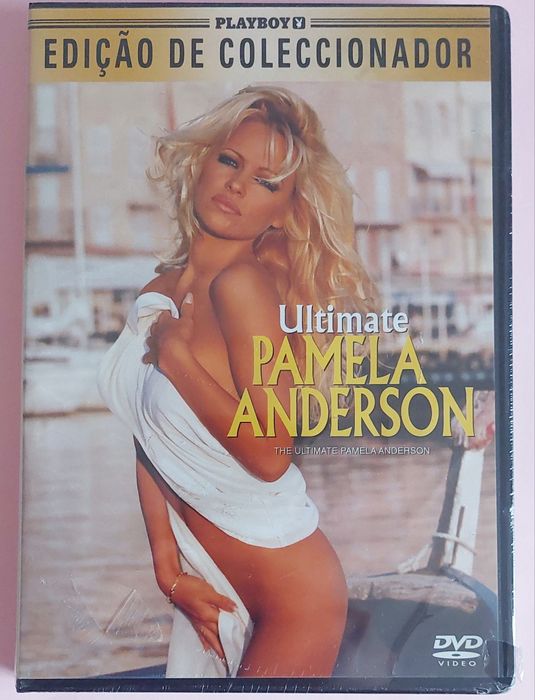 PLAYBOY
EDIÇÃO DE COLECCIONADOR
Ultimate
PAMELA
ANDERSON
THE ULTIMATE PAMELA ANDERSON
DVD
VIDEO